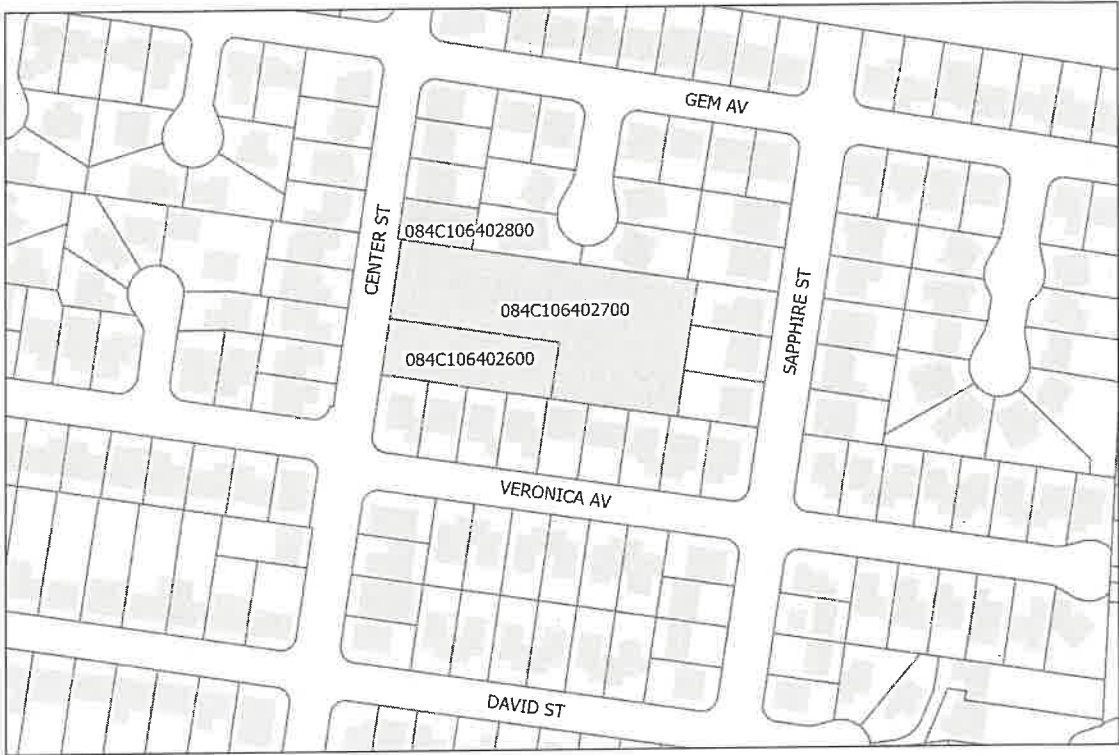 GEM AV
CENTER ST
084C106402800
084C106402700
SAPPHIRE ST
084C106402600
VERONICA AV
DAVID ST